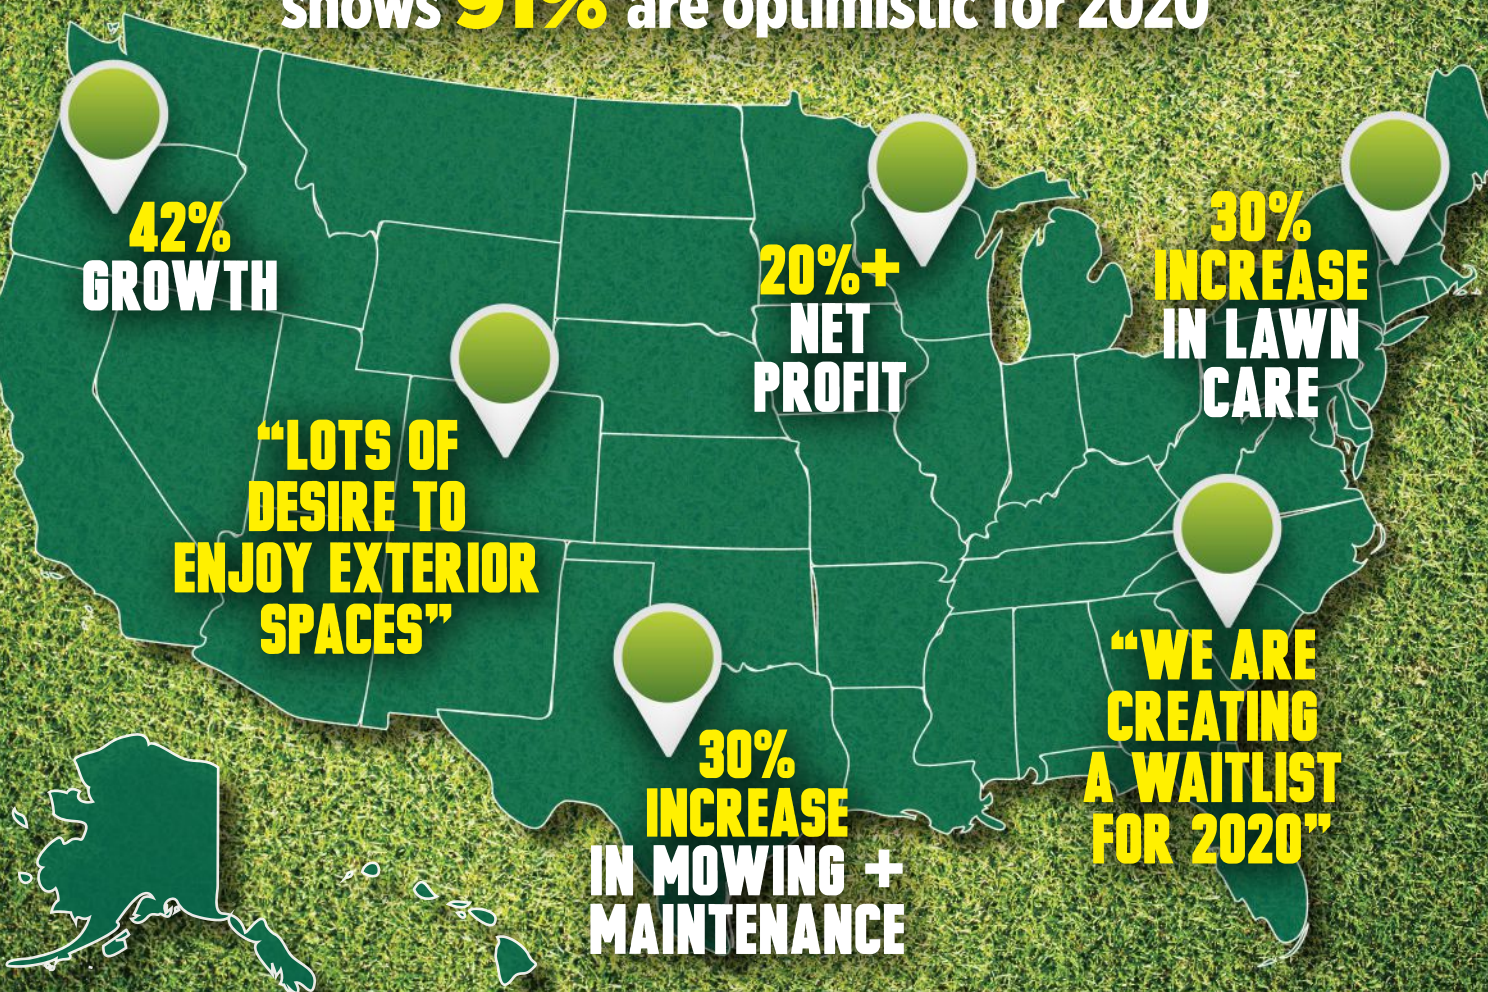 shows 91% are optimistic for 2020
42%
GROWTH
20%+
NET
PROFIT
30%
INCREASE
IN LAWN
CARE
“LOTS OF
DESIRE TO
ENJOY EXTERIOR
SPACES”
“WE ARE
CREATING
A WAITLIST
FOR 2020”
30%
INCREASE
IN MOWING +
MAINTENANCE